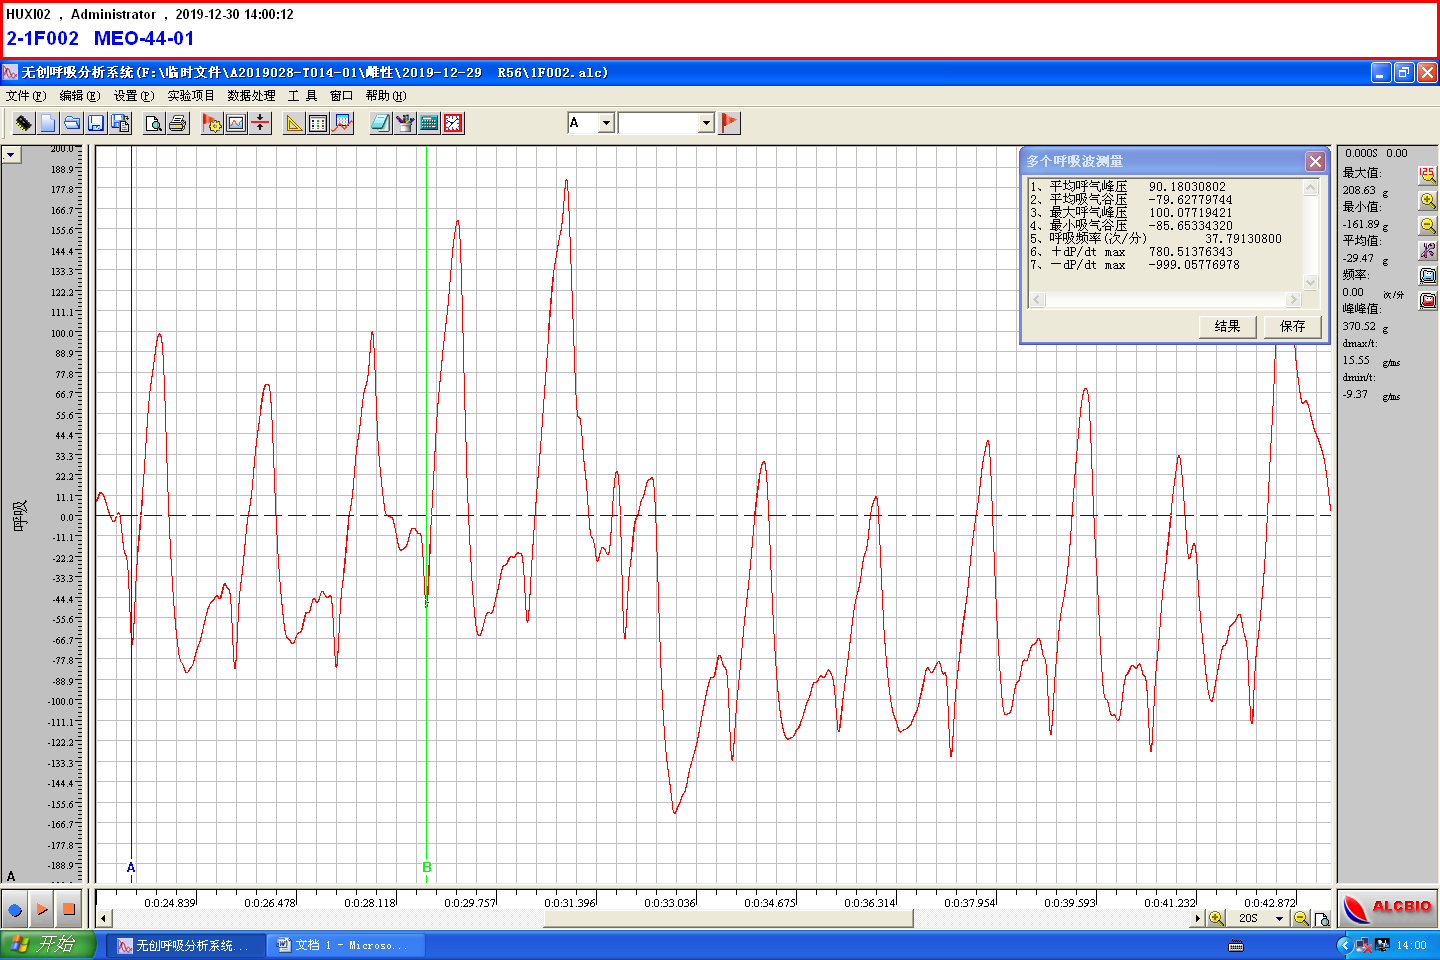 HUXI02 , Administrator , 2019-12-30 14:00:12
2-1F002 MEO-44-01
无创呼吸分析系统(F:\临时文件\A2019028-T014-01\雌性\2019-12-29 R56\1F002.alc)
文件(F) 编辑(E) 设置(P) 实验项目 数据处理 工 具 窗口 帮助(H)
A
200.0
188.9
177.8
166.7
155.6
144.4
133.3
122.2
111.1
100.0
88.9
77.8
66.7
55.6
44.4
33.3
22.2
11.1
0.0
-11.1
-22.2
-33.3
-44.4
-55.6
-66.7
-77.8
-88.9
-100.0
-111.1
-122.2
-133.3
-144.4
-155.6
-166.7
-177.8
-188.9
呼吸
A
A
B
多个呼吸波测量
1、平均呼气峰压 90.18030802
2、平均吸气谷压 -79.62779744
3、最大呼气峰压 100.07719421
4、最小吸气谷压 -85.65334320
5、呼吸频率(次/分) 37.79130800
6、＋dP/dt max 780.51376343
7、－dP/dt max -999.05776978
结果 保存
0.000S 0.00
最大值:
208.63 g
最小值:
-161.89 g
平均值:
-29.47 g
频率:
0.00 次/分
峰峰值:
370.52 g
dmax/t:
15.55 g/ms
dmin/t:
-9.37 g/ms
125
0:0:24.839 0:0:26.478 0:0:28.118 0:0:29.757 0:0:31.396 0:0:33.036 0:0:34.675 0:0:36.314 0:0:37.954 0:0:39.593 0:0:41.232 0:0:42.872
20S
ALCBIO
开始 无创呼吸分析系统... 文档 1 - Microso... 14:00